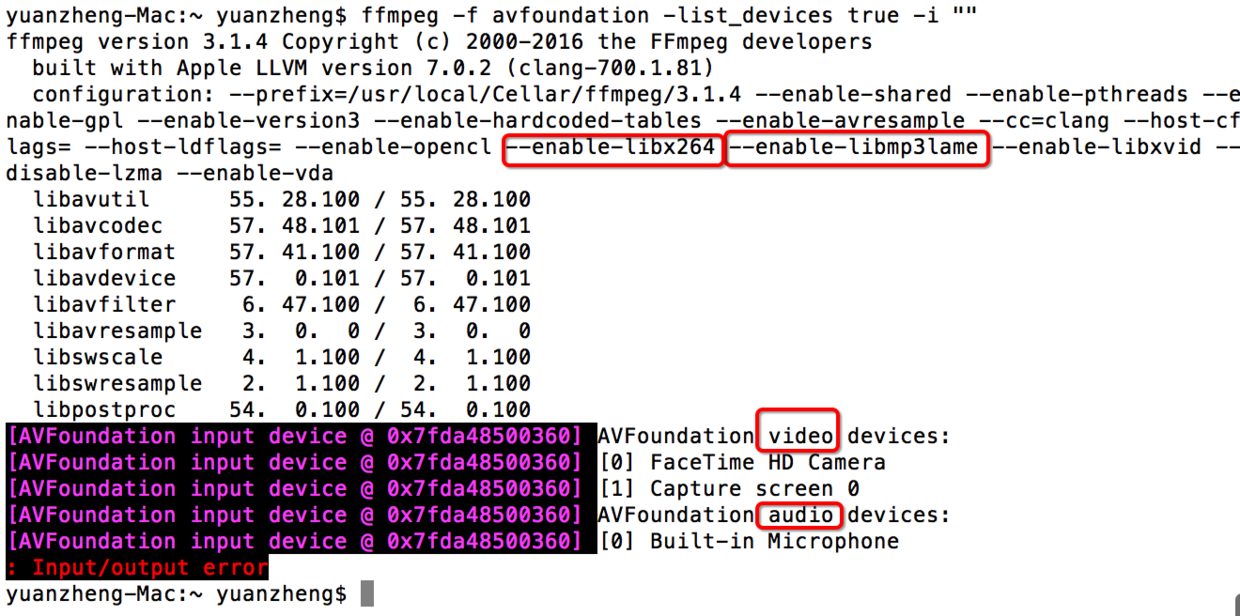 yuanzheng-Mac:~ yuanzheng$ ffmpeg -f avfoundation -list_devices true -i ""
ffmpeg version 3.1.4 Copyright (c) 2000-2016 the FFmpeg developers
  built with Apple LLVM version 7.0.2 (clang-700.1.81)
  configuration: --prefix=/usr/local/Cellar/ffmpeg/3.1.4 --enable-shared --enable-pthreads --e
nable-gpl --enable-version3 --enable-hardcoded-tables --enable-avresample --cc=clang --host-cf
lags= --host-ldflags= --enable-opencl --enable-libx264 --enable-libmp3lame --enable-libxvid --
disable-lzma --enable-vda
  libavutil      55. 28.100 / 55. 28.100
  libavcodec     57. 48.101 / 57. 48.101
  libavformat    57. 41.100 / 57. 41.100
  libavdevice    57.  0.101 / 57.  0.101
  libavfilter     6. 47.100 /  6. 47.100
  libavresample   3.  0.  0 /  3.  0.  0
  libswscale      4.  1.100 /  4.  1.100
  libswresample   2.  1.100 /  2.  1.100
  libpostproc    54.  0.100 / 54.  0.100
[AVFoundation input device @ 0x7fda48500360] AVFoundation video devices:
[AVFoundation input device @ 0x7fda48500360] [0] FaceTime HD Camera
[AVFoundation input device @ 0x7fda48500360] [1] Capture screen 0
[AVFoundation input device @ 0x7fda48500360] AVFoundation audio devices:
[AVFoundation input device @ 0x7fda48500360] [0] Built-in Microphone
: Input/output error
yuanzheng-Mac:~ yuanzheng$